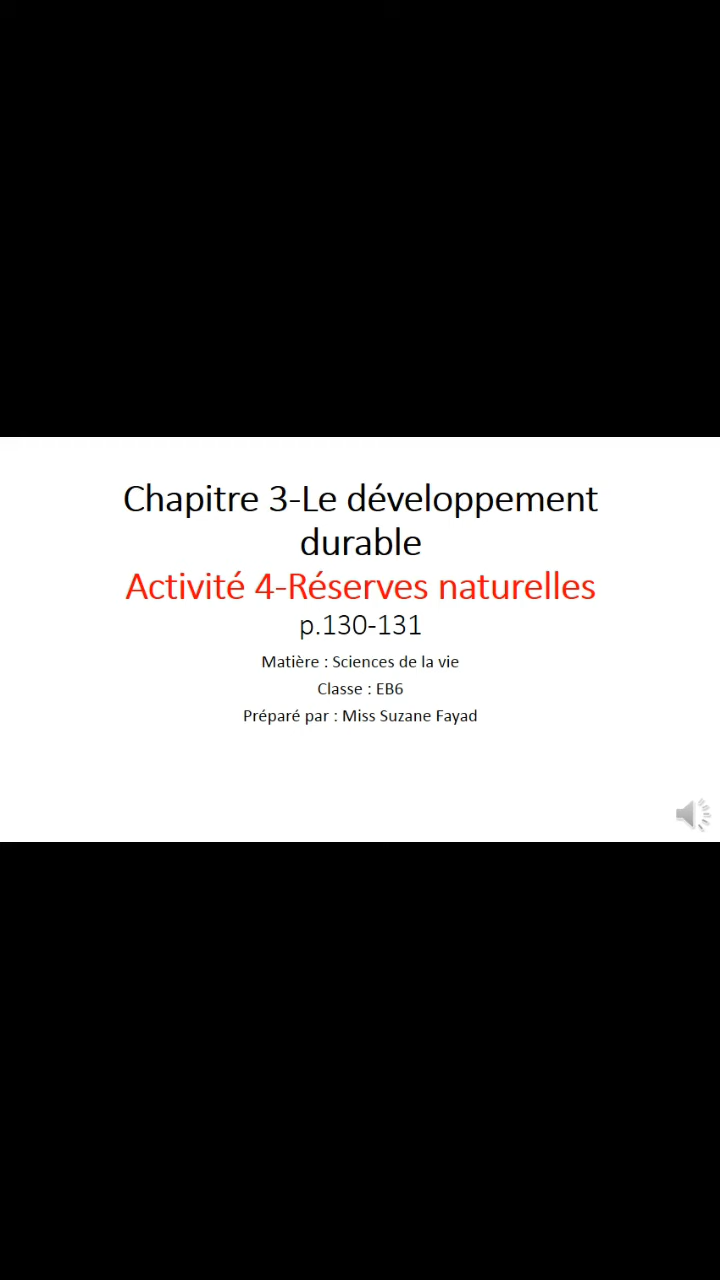 Chapitre 3-Le développement
durable
Activité 4-Réserves naturelles
p.130-131
Matière : Sciences de la vie
Classe : EB6
Préparé par : Miss Suzane Fayad